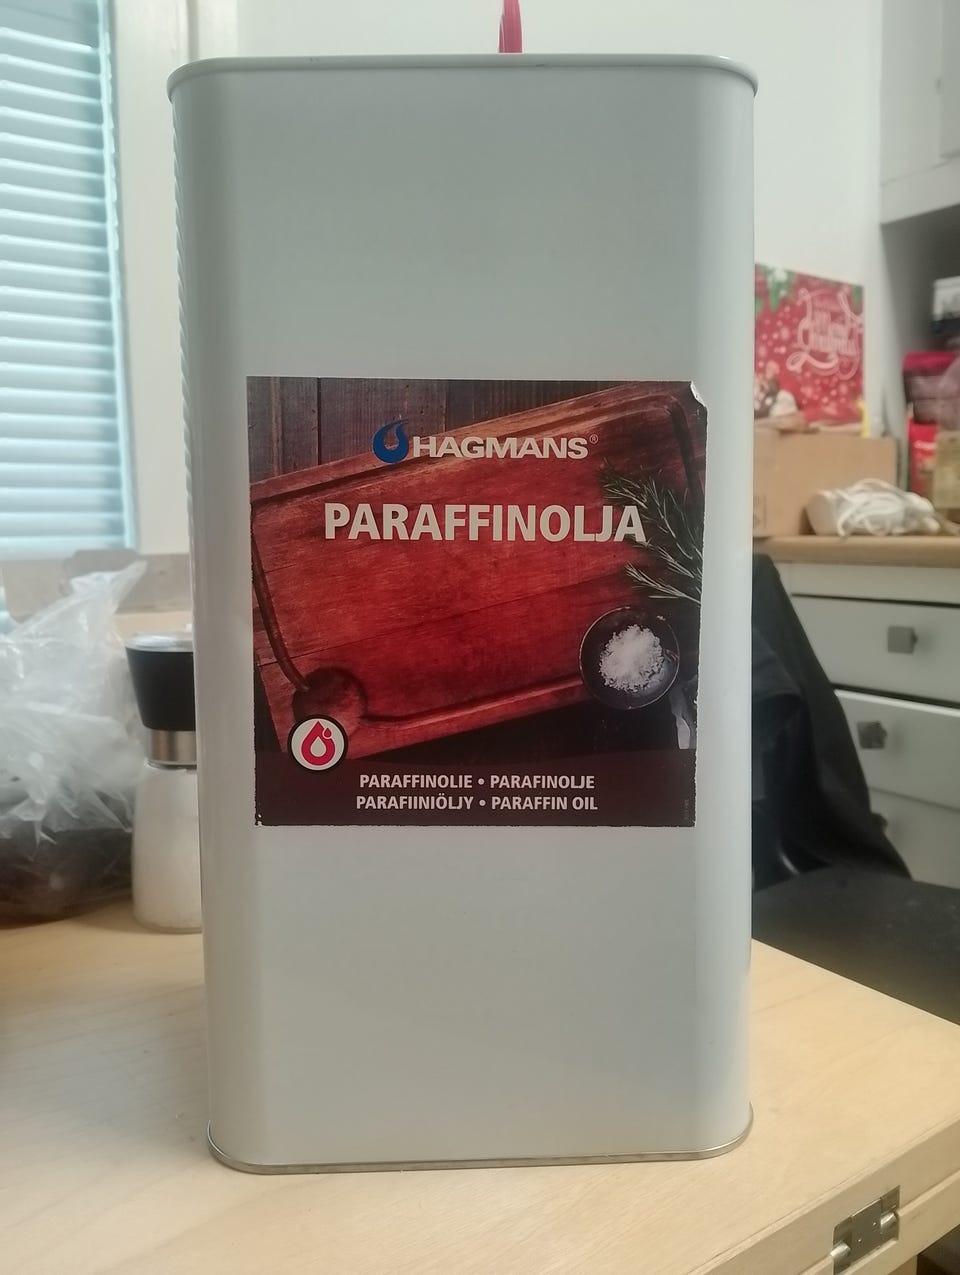 HAGMANS®
PARAFFINOLJA
PARAFFINOLIE • PARAFINOLJE
PARAFIINIÖLJY • PARAFFIN OIL